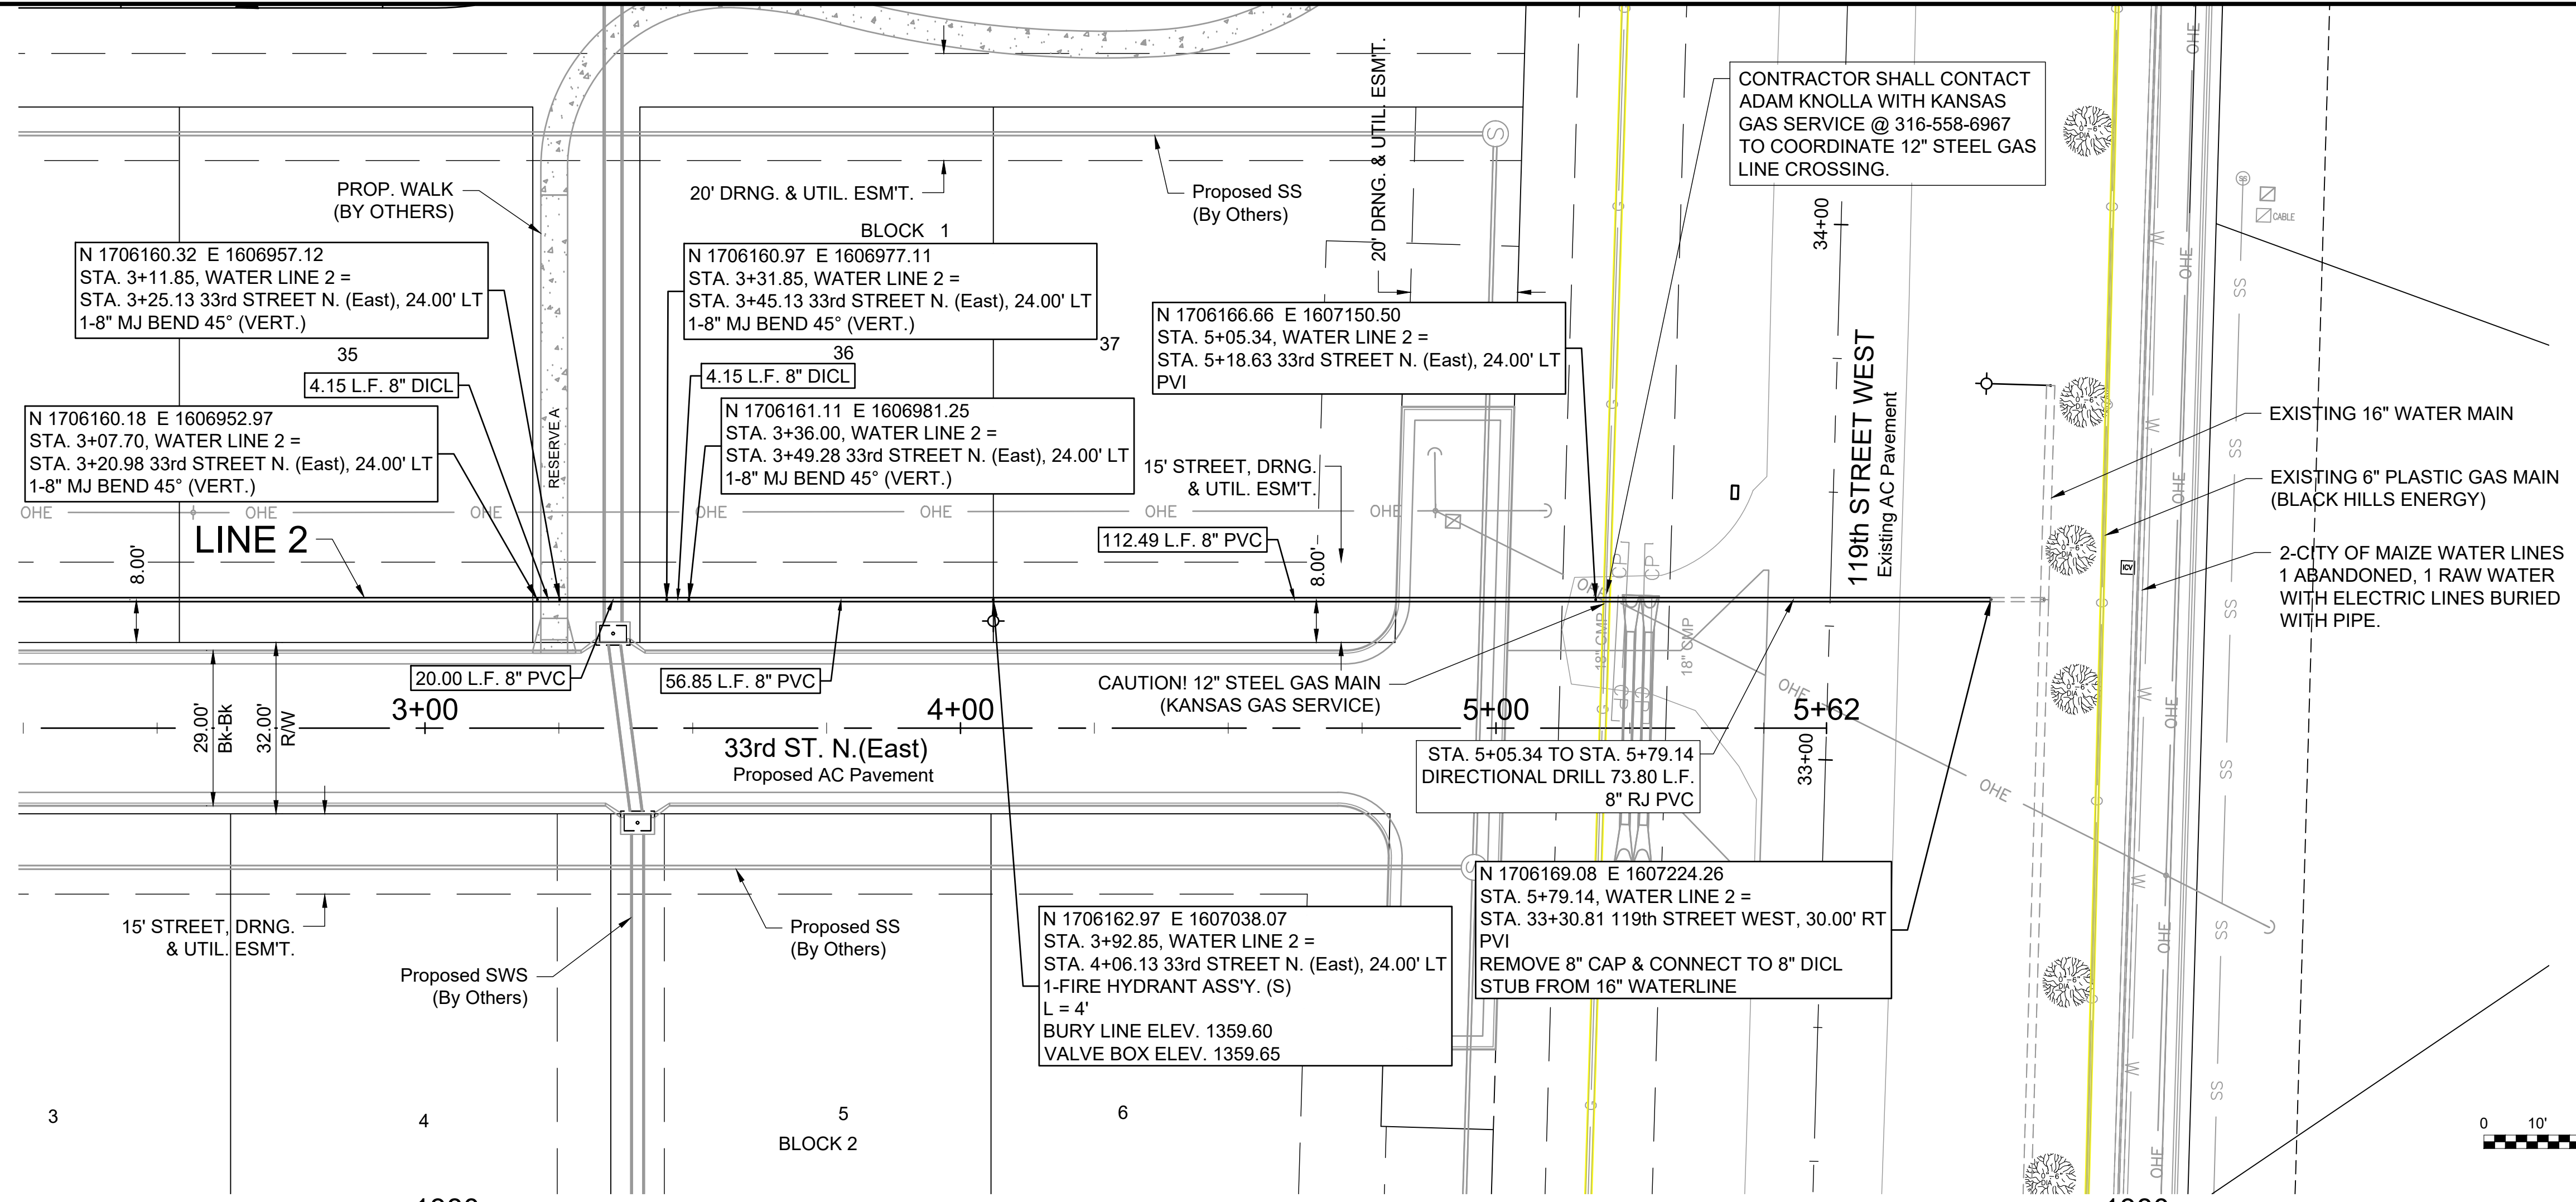 CONTRACTOR SHALL CONTACT
ADAM KNOLLA WITH KANSAS
GAS SERVICE @ 316-558-6967
TO COORDINATE 12" STEEL GAS
LINE CROSSING.
20' DRNG. & UTIL. ESM'T.
PROP. WALK
(BY OTHERS)
20' DRNG. & UTIL. ESM'T.
Proposed SS
(By Others)
BLOCK 1
34+00
CABLE
N 1706160.32 E 1606957.12
STA. 3+11.85, WATER LINE 2 =
STA. 3+25.13 33rd STREET N. (East), 24.00' LT
1-8" MJ BEND 45° (VERT.)
N 1706160.97 E 1606977.11
STA. 3+31.85, WATER LINE 2 =
STA. 3+45.13 33rd STREET N. (East), 24.00' LT
1-8" MJ BEND 45° (VERT.)
N 1706166.66 E 1607150.50
STA. 5+05.34, WATER LINE 2 =
STA. 5+18.63 33rd STREET N. (East), 24.00' LT
PVI
35
36
37
4.15 L.F. 8" DICL
4.15 L.F. 8" DICL
N 1706160.18 E 1606952.97
STA. 3+07.70, WATER LINE 2 =
STA. 3+20.98 33rd STREET N. (East), 24.00' LT
1-8" MJ BEND 45° (VERT.)
RESERVE A
N 1706161.11 E 1606981.25
STA. 3+36.00, WATER LINE 2 =
STA. 3+49.28 33rd STREET N. (East), 24.00' LT
1-8" MJ BEND 45° (VERT.)
15' STREET, DRNG.
& UTIL. ESM'T.
119th STREET WEST
Existing AC Pavement
EXISTING 16" WATER MAIN
EXISTING 6" PLASTIC GAS MAIN
(BLACK HILLS ENERGY)
2-CITY OF MAIZE WATER LINES
1 ABANDONED, 1 RAW WATER
WITH ELECTRIC LINES BURIED
WITH PIPE.
OHE OHE OHE OHE OHE OHE OHE
LINE 2
8.00'
112.49 L.F. 8" PVC
8.00'
ICV
18" CMP
18" CMP
20.00 L.F. 8" PVC
56.85 L.F. 8" PVC
CAUTION! 12" STEEL GAS MAIN
(KANSAS GAS SERVICE)
29.00'
Bk-Bk
32.00'
R/W
3+00
4+00
5+00
5+62
33+00
OHE
OHE
33rd ST. N.(East)
Proposed AC Pavement
STA. 5+05.34 TO STA. 5+79.14
DIRECTIONAL DRILL 73.80 L.F.
8" RJ PVC
N 1706169.08 E 1607224.26
STA. 5+79.14, WATER LINE 2 =
STA. 33+30.81 119th STREET WEST, 30.00' RT
PVI
REMOVE 8" CAP & CONNECT TO 8" DICL
STUB FROM 16" WATERLINE
15' STREET, DRNG.
& UTIL. ESM'T.
Proposed SWS
(By Others)
Proposed SS
(By Others)
N 1706162.97 E 1607038.07
STA. 3+92.85, WATER LINE 2 =
STA. 4+06.13 33rd STREET N. (East), 24.00' LT
1-FIRE HYDRANT ASS'Y. (S)
L = 4'
BURY LINE ELEV. 1359.60
VALVE BOX ELEV. 1359.65
3
4
5
6
BLOCK 2
0 10'